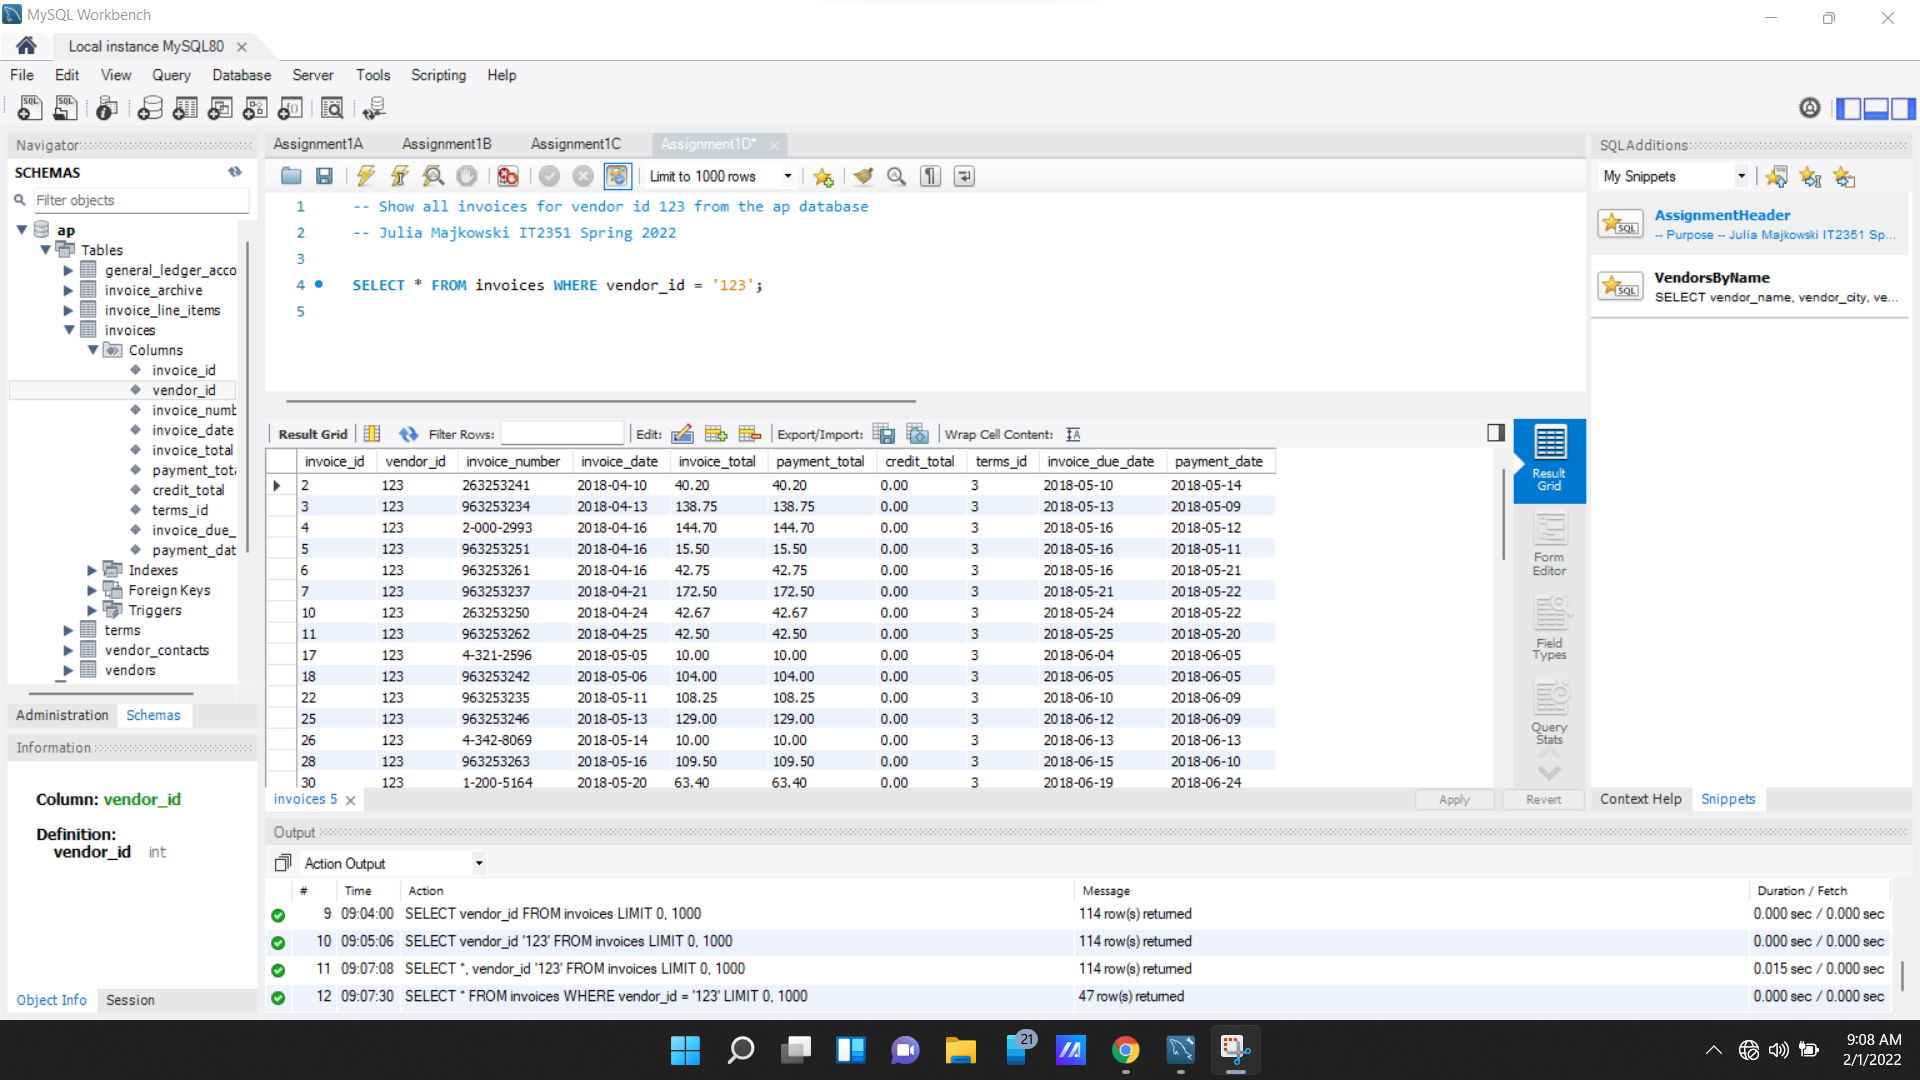 MySQL Workbench
Local instance MySQL80
File Edit View Query Database Server Tools Scripting Help
Navigator
SCHEMAS
Filter objects
ap
Tables
general_ledger_acco
invoice_archive
invoice_line_items
invoices
Columns
invoice_id
vendor_id
invoice_numb
invoice_date
invoice_total
payment_tota
credit_total
terms_id
invoice_due_
payment_dat
Indexes
Foreign Keys
Triggers
terms
vendor_contacts
vendors
Administration Schemas
Information
Column: vendor_id
Definition:
vendor_id int
Object Info Session
Assignment1A Assignment1B Assignment1C Assignment1D*
Limit to 1000 rows
1 -- Show all invoices for vendor id 123 from the ap database
2 -- Julia Majkowski IT2351 Spring 2022
3
4 SELECT * FROM invoices WHERE vendor_id = '123';
5
Result Grid Filter Rows: Edit: Export/Import: Wrap Cell Content:
invoice_id vendor_id invoice_number invoice_date invoice_total payment_total credit_total terms_id invoice_due_date payment_date
2 123 263253241 2018-04-10 40.20 40.20 0.00 3 2018-05-10 2018-05-14
3 123 963253234 2018-04-13 138.75 138.75 0.00 3 2018-05-13 2018-05-09
4 123 2-000-2993 2018-04-16 144.70 144.70 0.00 3 2018-05-16 2018-05-12
5 123 963253251 2018-04-16 15.50 15.50 0.00 3 2018-05-16 2018-05-11
6 123 963253261 2018-04-16 42.75 42.75 0.00 3 2018-05-16 2018-05-21
7 123 963253237 2018-04-21 172.50 172.50 0.00 3 2018-05-21 2018-05-22
10 123 263253250 2018-04-24 42.67 42.67 0.00 3 2018-05-24 2018-05-22
11 123 963253262 2018-04-25 42.50 42.50 0.00 3 2018-05-25 2018-05-20
17 123 4-321-2596 2018-05-05 10.00 10.00 0.00 3 2018-06-04 2018-06-05
18 123 963253242 2018-05-06 104.00 104.00 0.00 3 2018-06-05 2018-06-05
22 123 963253235 2018-05-11 108.25 108.25 0.00 3 2018-06-10 2018-06-09
25 123 963253246 2018-05-13 129.00 129.00 0.00 3 2018-06-12 2018-06-09
26 123 4-342-8069 2018-05-14 10.00 10.00 0.00 3 2018-06-13 2018-06-13
28 123 963253263 2018-05-16 109.50 109.50 0.00 3 2018-06-15 2018-06-10
30 123 1-200-5164 2018-05-20 63.40 63.40 0.00 3 2018-06-19 2018-06-24
Result
Grid
Form
Editor
Field
Types
Query
Stats
invoices 5 Apply Revert
SQLAdditions
My Snippets
SQL AssignmentHeader
-- Purpose -- Julia Majkowski IT2351 Sp...
SQL VendorsByName
SELECT vendor_name, vendor_city, ve...
Context Help Snippets
Output
Action Output
# Time Action Message Duration / Fetch
9 09:04:00 SELECT vendor_id FROM invoices LIMIT 0, 1000 114 row(s) returned 0.000 sec / 0.000 sec
10 09:05:06 SELECT vendor_id '123' FROM invoices LIMIT 0, 1000 114 row(s) returned 0.000 sec / 0.000 sec
11 09:07:08 SELECT *, vendor_id '123' FROM invoices LIMIT 0, 1000 114 row(s) returned 0.015 sec / 0.000 sec
12 09:07:30 SELECT * FROM invoices WHERE vendor_id = '123' LIMIT 0, 1000 47 row(s) returned 0.000 sec / 0.000 sec
21
9:08 AM
2/1/2022